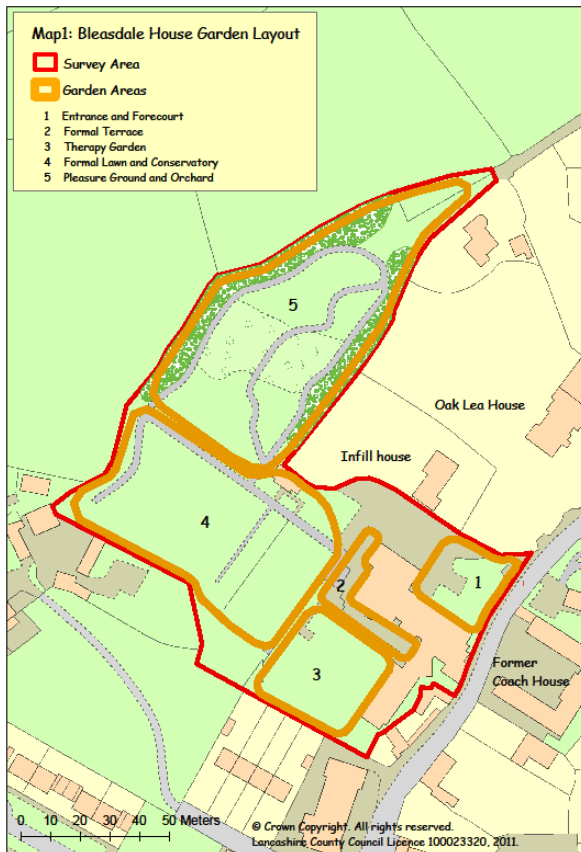 Map1: Bleasdale House Garden Layout
Survey Area
Garden Areas
1 Entrance and Forecourt
2 Formal Terrace
3 Therapy Garden
4 Formal Lawn and Conservatory
5 Pleasure Ground and Orchard
5
Oak Lea House
Infill house
4
2
1
3
Former
Coach House
0 10 20 30 40 50 Meters
© Crown Copyright. All rights reserved.
Lancashire County Council Licence 100023320, 2011.